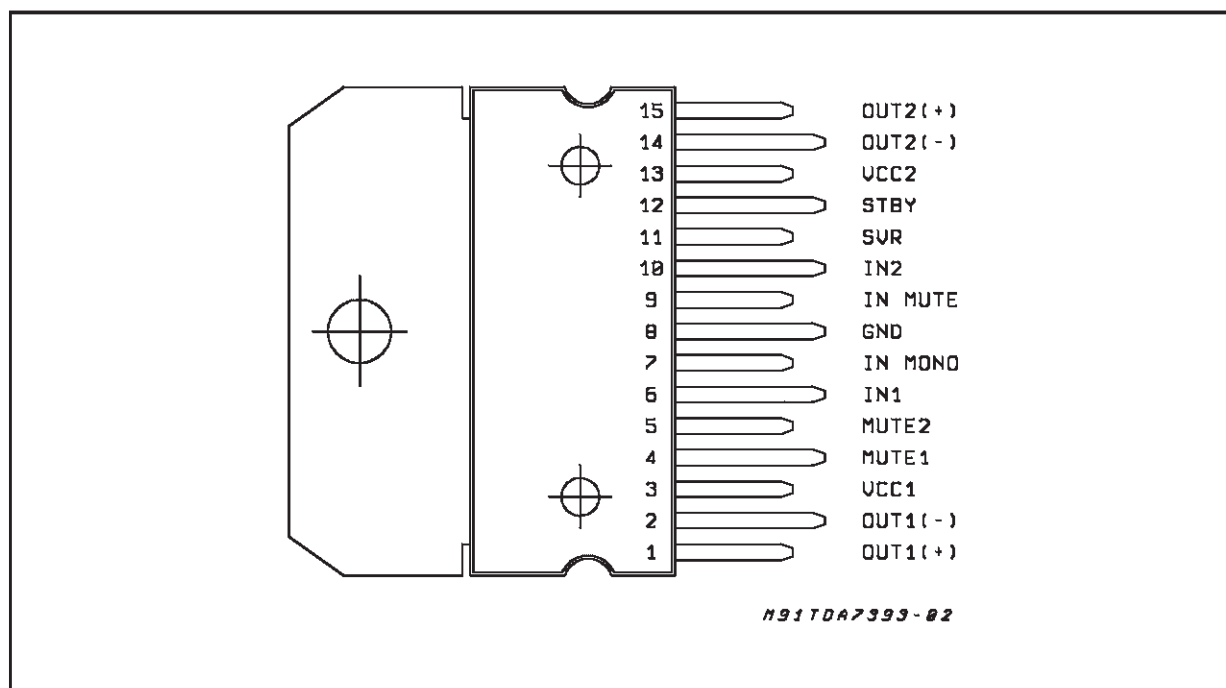 15 OUT2(+)
14 OUT2(-)
13 VCC2
12 STBY
11 SVR
10 IN2
9 IN MUTE
8 GND
7 IN MONO
6 IN1
5 MUTE2
4 MUTE1
3 VCC1
2 OUT1(-)
1 OUT1(+)
M91TDA7393-02